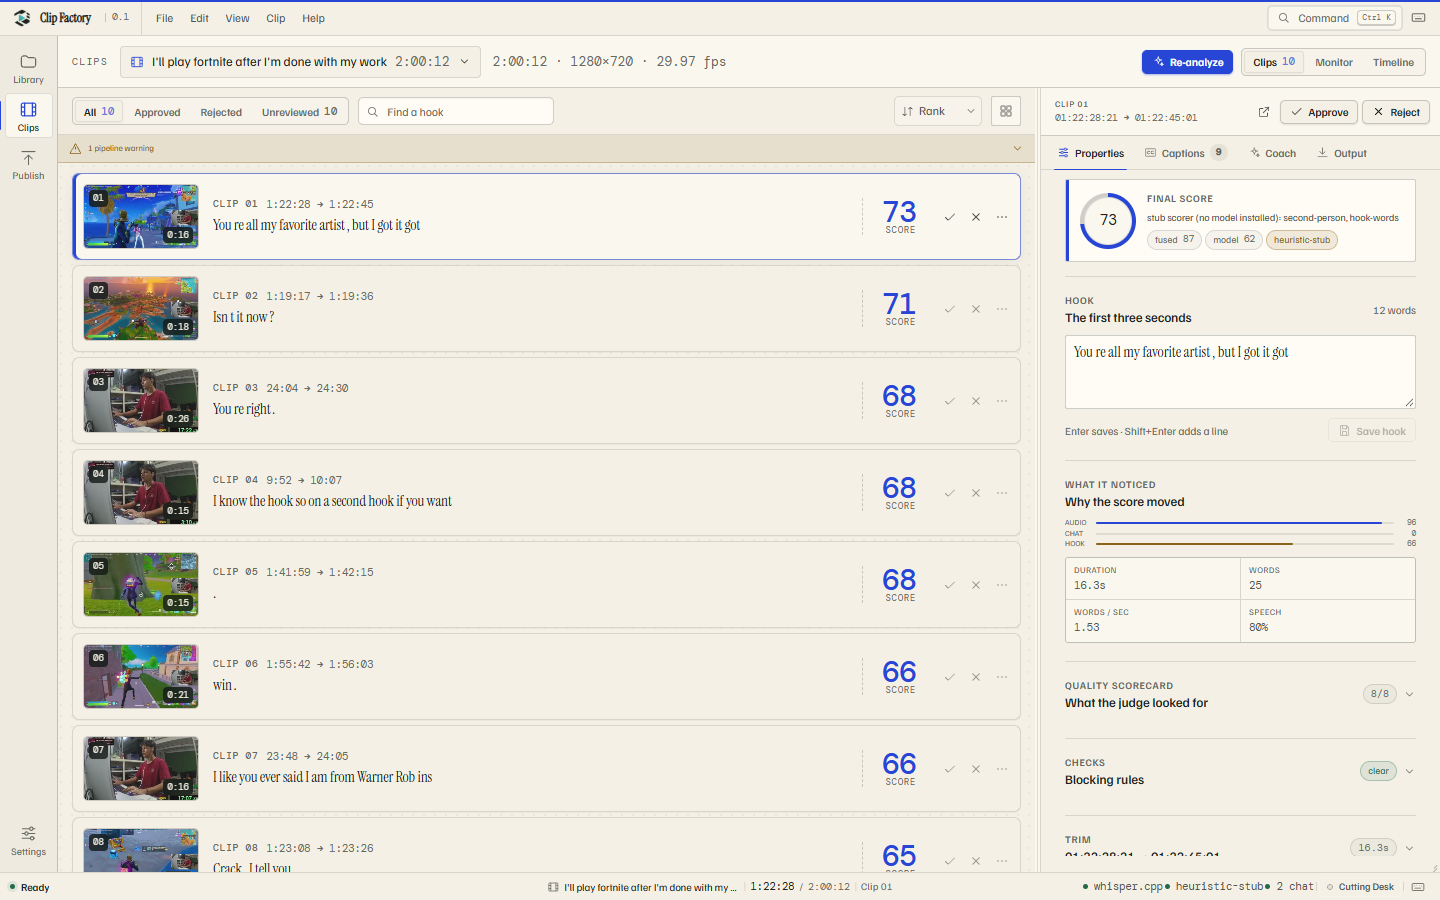 Clip Factory 0.1 File Edit View Clip Help Command Ctrl K
CLIPS I'll play fortnite after I'm done with my work 2:00:12 2:00:12 · 1280×720 · 29.97 fps Re-analyze Clips 10 Monitor Timeline
Library
Clips
Publish
Settings
All 10 Approved Rejected Unreviewed 10 Find a hook Rank
1 pipeline warning
01 0:16
CLIP 01 1:22:28 → 1:22:45
You re all my favorite artist , but I got it got
73 SCORE
02 0:18
CLIP 02 1:19:17 → 1:19:36
Isn t it now ?
71 SCORE
03 0:26
CLIP 03 24:04 → 24:30
You re right .
68 SCORE
04 0:15
CLIP 04 9:52 → 10:07
I know the hook so on a second hook if you want
68 SCORE
05 0:15
CLIP 05 1:41:59 → 1:42:15
.
68 SCORE
06 0:21
CLIP 06 1:55:42 → 1:56:03
win .
66 SCORE
07 0:16
CLIP 07 23:48 → 24:05
I like you ever said I am from Warner Rob ins
66 SCORE
08
CLIP 08 1:23:08 → 1:23:26
Crack I tell you
65
CLIP 01
01:22:28:21 → 01:22:45:01
Approve Reject
Properties Captions 9 Coach Output
73
FINAL SCORE
stub scorer (no model installed): second-person, hook-words
fused 87 model 62 heuristic-stub
HOOK
The first three seconds 12 words
You re all my favorite artist , but I got it got
Enter saves · Shift+Enter adds a line Save hook
WHAT IT NOTICED
Why the score moved
AUDIO 96
CHAT 0
HOOK 66
DURATION WORDS
16.3s 25
WORDS / SEC SPEECH
1.53 80%
QUALITY SCORECARD
What the judge looked for 8/8
CHECKS
Blocking rules clear
TRIM
01:22:28:21 → 01:22:45:01 16.3s
Ready I'll play fortnite after I'm done with my ... 1:22:28 / 2:00:12 Clip 01 whisper.cpp heuristic-stub 2 chat Cutting Desk